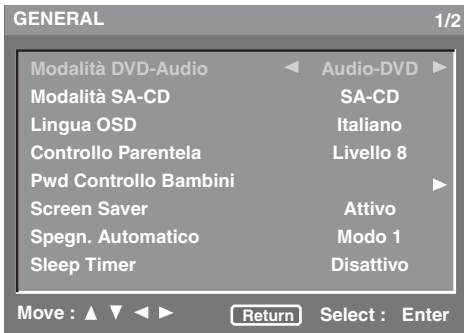 GENERAL 1/2
Modalità DVD-Audio ◄ Audio-DVD ►
Modalità SA-CD SA-CD
Lingua OSD Italiano
Controllo Parentela Livello 8
Pwd Controllo Bambini ►
Screen Saver Attivo
Spegn. Automatico Modo 1
Sleep Timer Disattivo
Move : ▲ ▼ ◄ ► Return Select : Enter